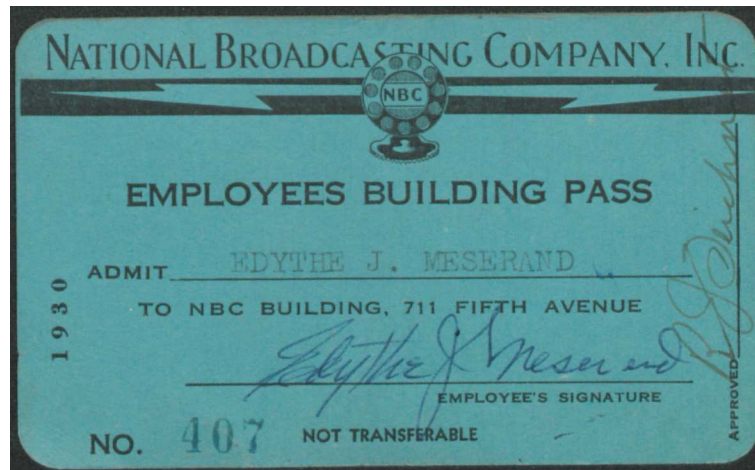 NATIONAL BROADCASTING COMPANY, INC.
NBC
EMPLOYEES BUILDING PASS
ADMIT EDYTHE J. MESERAND
TO NBC BUILDING, 711 FIFTH AVENUE
Edythe J Meserand
EMPLOYEE'S SIGNATURE
NO. 407 NOT TRANSFERABLE
1930
APPROVED